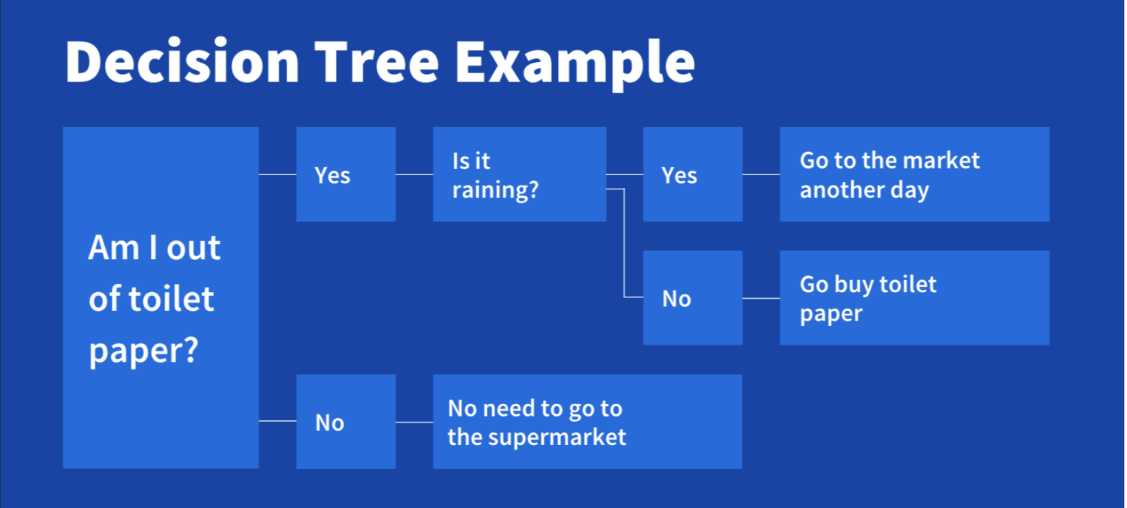 Decision Tree Example
Am I out
of toilet
paper?
Yes
Is it
raining?
Yes
Go to the market
another day
No
Go buy toilet
paper
No
No need to go to
the supermarket